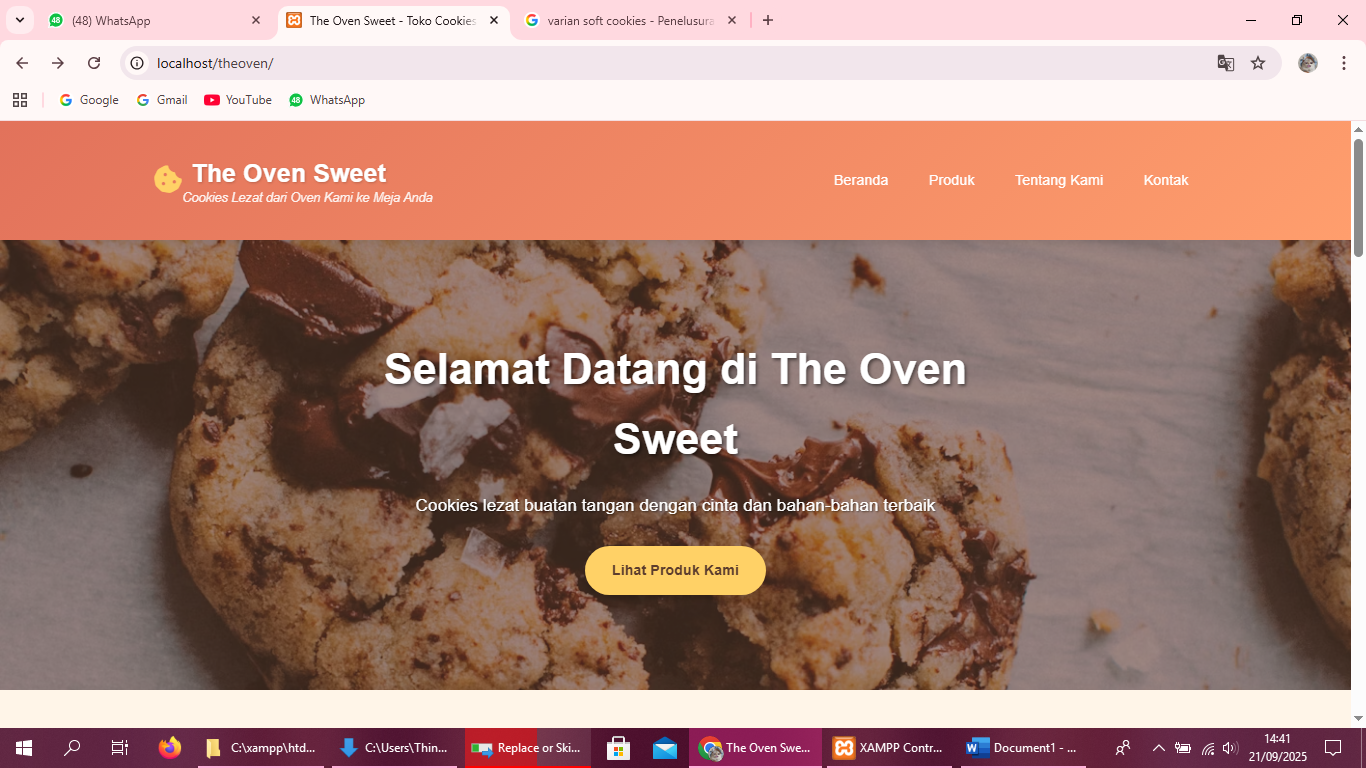 (48) WhatsApp
The Oven Sweet - Toko Cookies
varian soft cookies - Penelusura
localhost/theoven/
Google
Gmail
YouTube
48
WhatsApp
The Oven Sweet
Cookies Lezat dari Oven Kami ke Meja Anda
Beranda
Produk
Tentang Kami
Kontak
Selamat Datang di The Oven
Sweet
Cookies lezat buatan tangan dengan cinta dan bahan-bahan terbaik
Lihat Produk Kami
C:\xampp\htd...
C:\Users\Thin...
Replace or Ski...
The Oven Swe...
XAMPP Contr...
Document1 - ...
14:41
21/09/2025